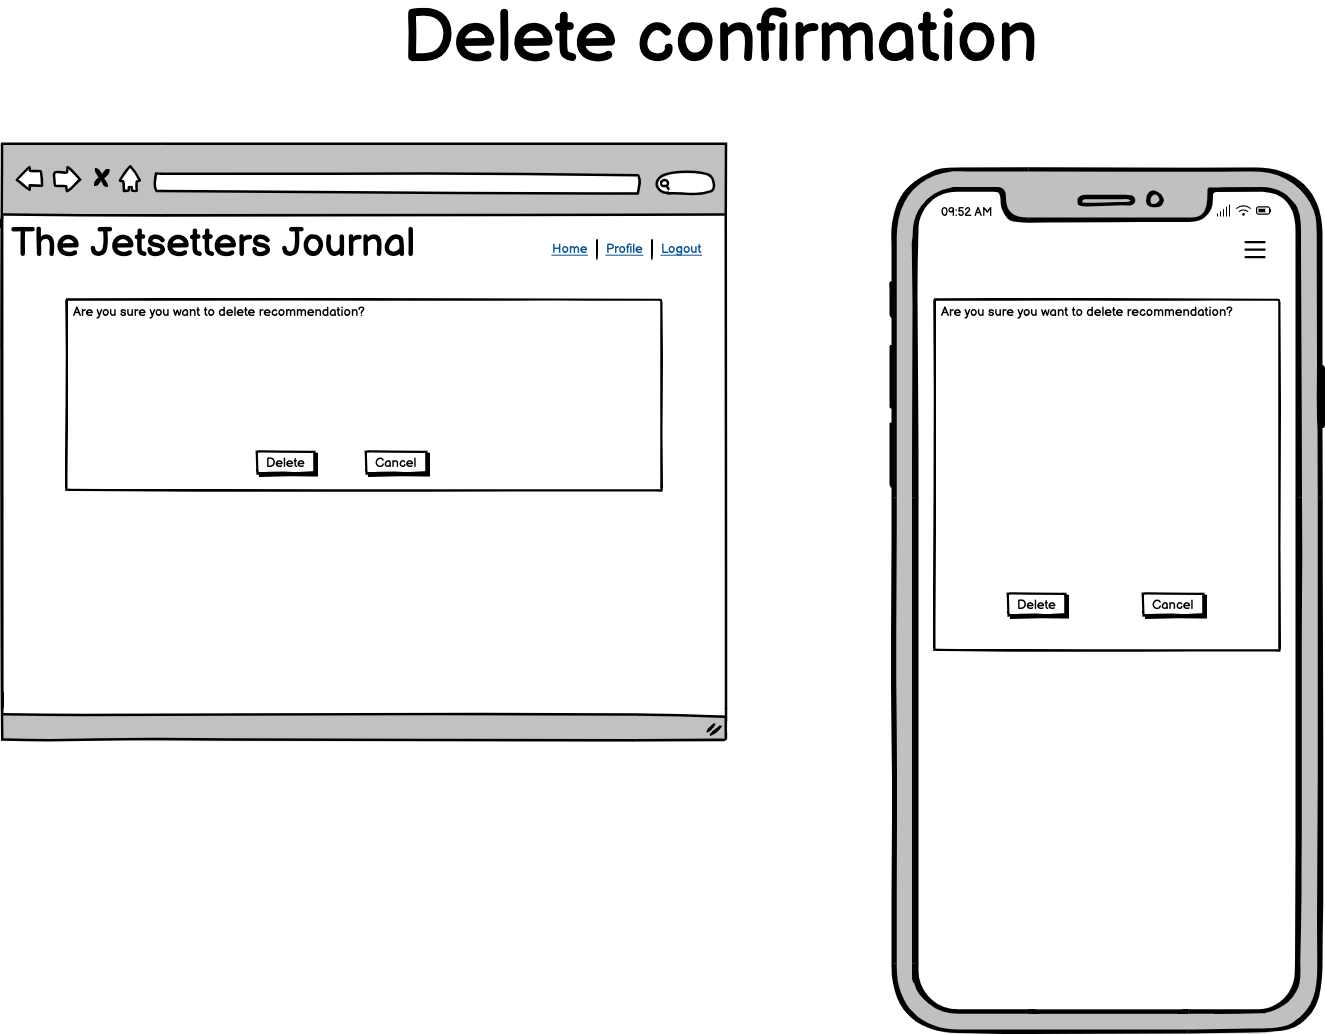 Delete confirmation
The Jetsetters Journal
Home | Profile | Logout
Are you sure you want to delete recommendation?
Delete Cancel
09:52 AM
Are you sure you want to delete recommendation?
Delete Cancel